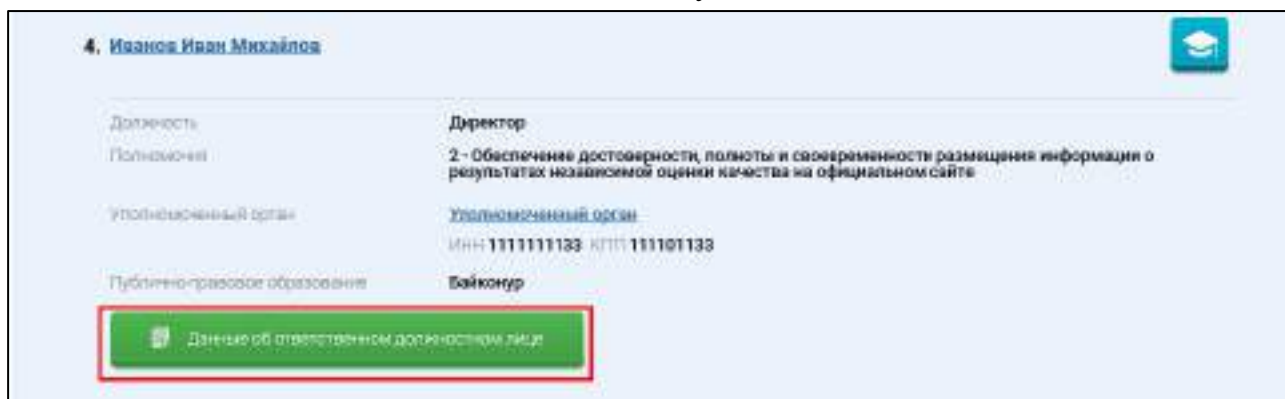 4. Иванов Иван Михайлов
Должность Директор
Полномочия 2 - Обеспечение достоверности, полноты и своевременности размещения информации о
результатах независимой оценки качества на официальном сайте
Уполномоченный орган Уполномоченный орган
ИНН 1111111133 КПП 111101133
Публично-правовое образование Байконур
Данные об ответственном должностном лице